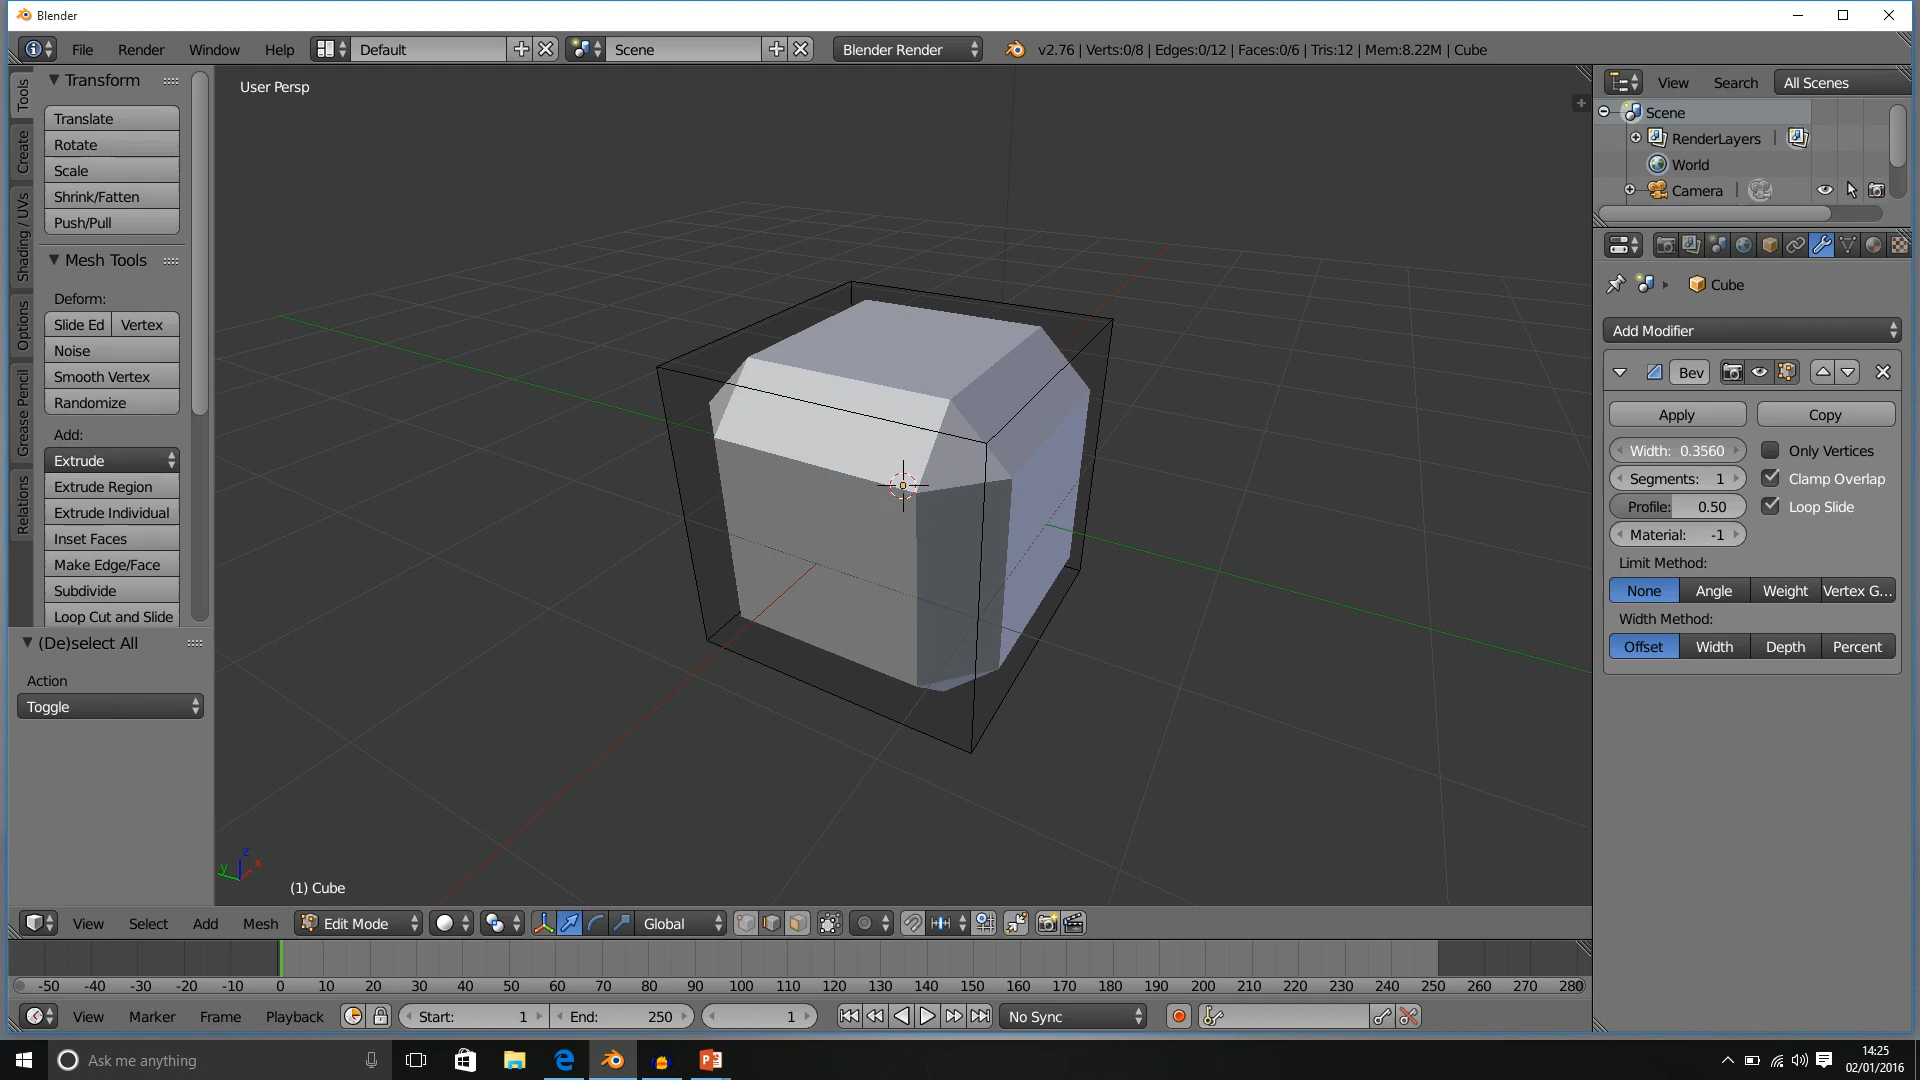 Blender
File Render Window Help Default Scene Blender Render v2.76 | Verts:0/8 | Edges:0/12 | Faces:0/6 | Tris:12 | Mem:8.22M | Cube
Tools
Create
Shading / UVs
Options
Grease Pencil
Relations
Transform
Translate
Rotate
Scale
Shrink/Fatten
Push/Pull
Mesh Tools
Deform:
Slide Ed Vertex
Noise
Smooth Vertex
Randomize
Add:
Extrude
Extrude Region
Extrude Individual
Inset Faces
Make Edge/Face
Subdivide
Loop Cut and Slide
(De)select All
Action
Toggle
User Persp
z
y x
(1) Cube
View Search All Scenes
Scene
RenderLayers
World
Camera
Cube
Add Modifier
Bev
Apply Copy
Width: 0.3560 Only Vertices
Segments: 1 Clamp Overlap
Profile: 0.50 Loop Slide
Material: -1
Limit Method:
None Angle Weight Vertex G...
Width Method:
Offset Width Depth Percent
View Select Add Mesh Edit Mode Global
-50 -40 -30 -20 -10 0 10 20 30 40 50 60 70 80 90 100 110 120 130 140 150 160 170 180 190 200 210 220 230 240 250 260 270 280
View Marker Frame Playback Start: 1 End: 250 1 No Sync
Ask me anything
14:25
02/01/2016